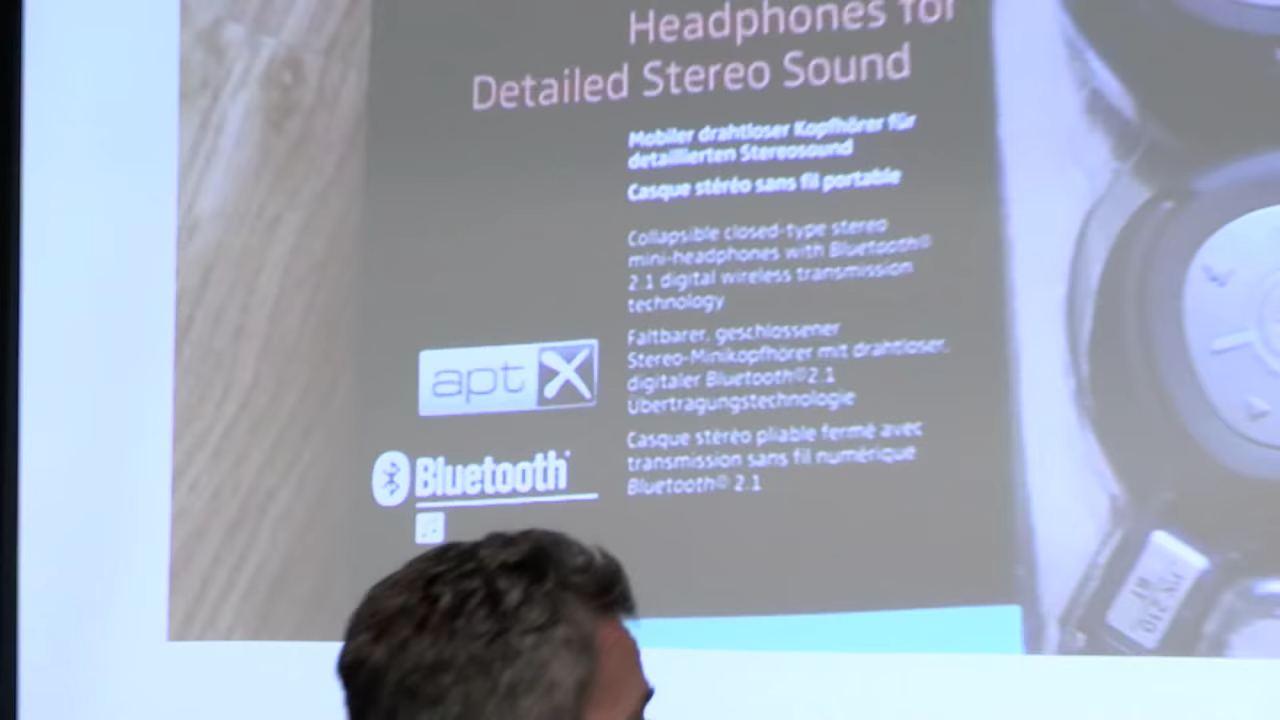 Headphones for
Detailed Stereo Sound
Mobiler drahtloser Kopfhörer für
detaillierten Stereosound
Casque stéréo sans fil portable
Collapsible closed-type stereo
mini-headphones with Bluetooth®
2.1 digital wireless transmission
technology
Faltbarer, geschlossener
Stereo-Minikopfhörer mit drahtloser,
digitaler Bluetooth® 2.1
Übertragungstechnologie
Casque stéréo pliable fermé avec
transmission sans fil numérique
Bluetooth® 2.1
aptX
Bluetooth®